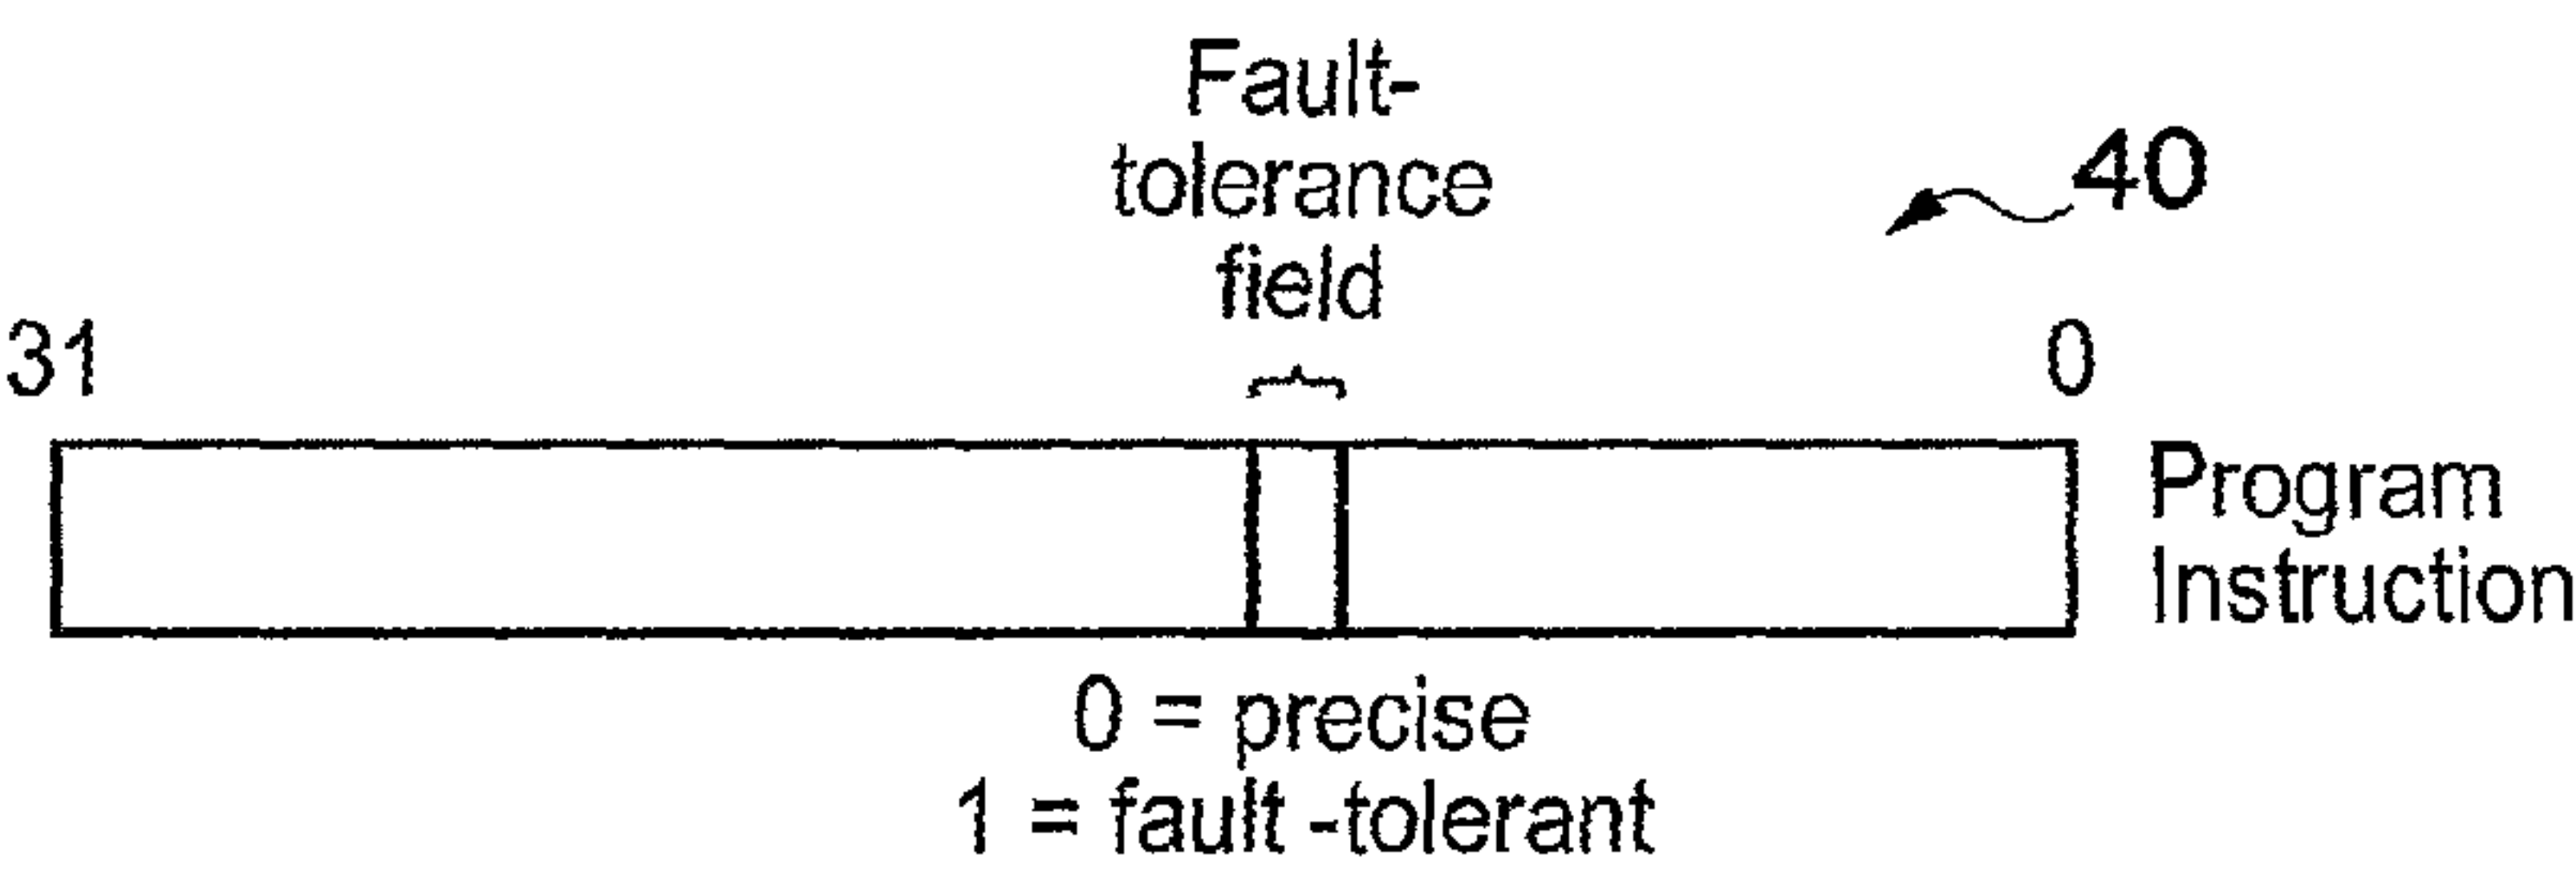 Fault-
tolerance
field
40
31
0
Program
Instruction
0 = precise
1 = fault -tolerant